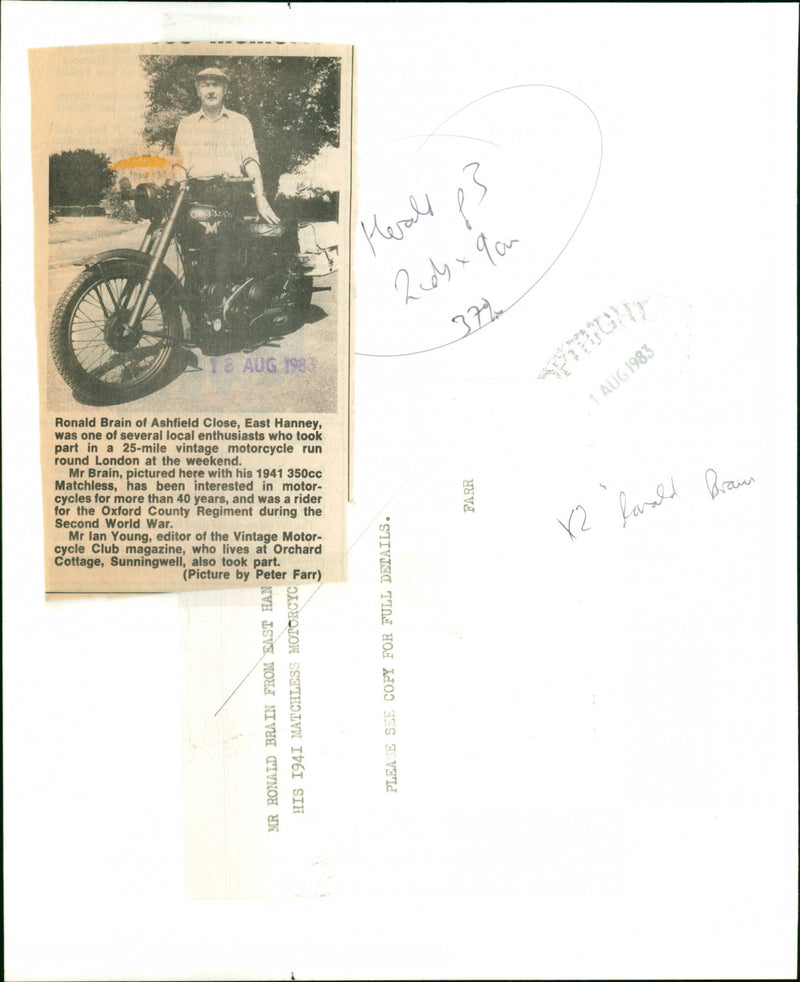 18 AUG 1983
Ronald Brain of Ashfield Close, East Hanney,
was one of several local enthusiasts who took
part in a 25-mile vintage motorcycle run
round London at the weekend.
Mr Brain, pictured here with his 1941 350cc
Matchless, has been interested in motor-
cycles for more than 40 years, and was a rider
for the Oxford County Regiment during the
Second World War.
Mr Ian Young, editor of the Vintage Motor-
cycle Club magazine, who lives at Orchard
Cottage, Sunningwell, also took part.
(Picture by Peter Farr)
Herald p3
2 cols x 9cm
37%
PYRIGHT
1 AUG 1983
X2 "Ronald Brain
MR RONALD BRAIN FROM EAST HAN
HIS 1941 MATCHLESS MOTORCYC
PLEASE SEE COPY FOR FULL DETAILS.
FARR